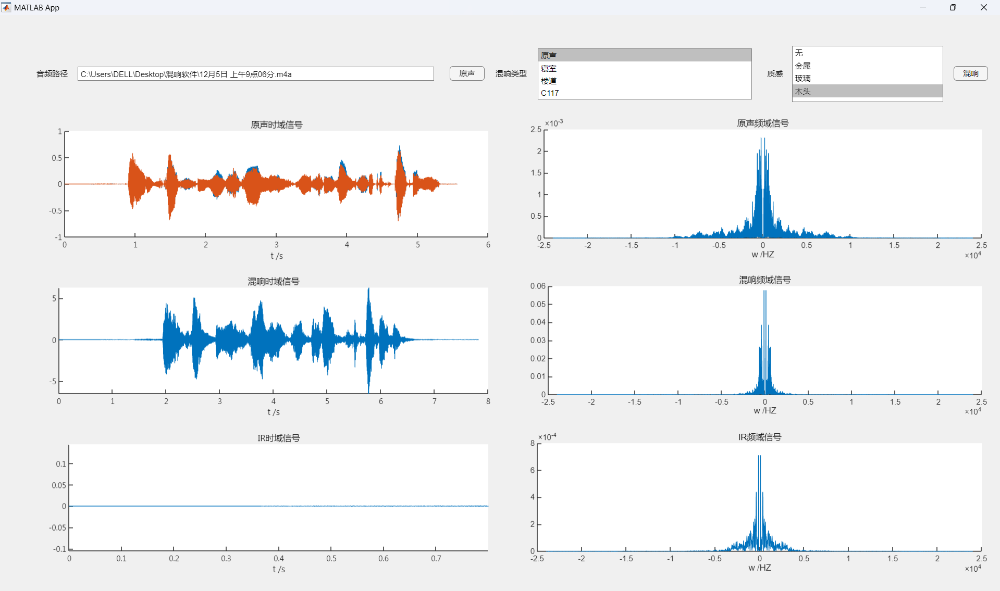 MATLAB App
音频路径
C:\Users\DELL\Desktop\混响软件\12月5日 上午9点06分.m4a
原声
混响类型
原声
寝室
楼道
C117
质感
无
金属
玻璃
木头
混响
原声时域信号
1
0.5
0
-0.5
-1
0 1 2 3 4 5 6
t /s
原声频域信号
×10-3
2.5
2
1.5
1
0.5
0
-2.5 -2 -1.5 -1 -0.5 0 0.5 1 1.5 2 2.5
w /HZ
×104
混响时域信号
5
0
-5
0 1 2 3 4 5 6 7 8
t /s
混响频域信号
0.06
0.05
0.04
0.03
0.02
0.01
0
-2.5 -2 -1.5 -1 -0.5 0 0.5 1 1.5 2 2.5
w /HZ
×104
IR时域信号
0.1
0.05
0
-0.05
-0.1
0 0.1 0.2 0.3 0.4 0.5 0.6 0.7
t /s
IR频域信号
×10-4
8
6
4
2
0
-2.5 -2 -1.5 -1 -0.5 0 0.5 1 1.5 2 2.5
w /HZ
×104